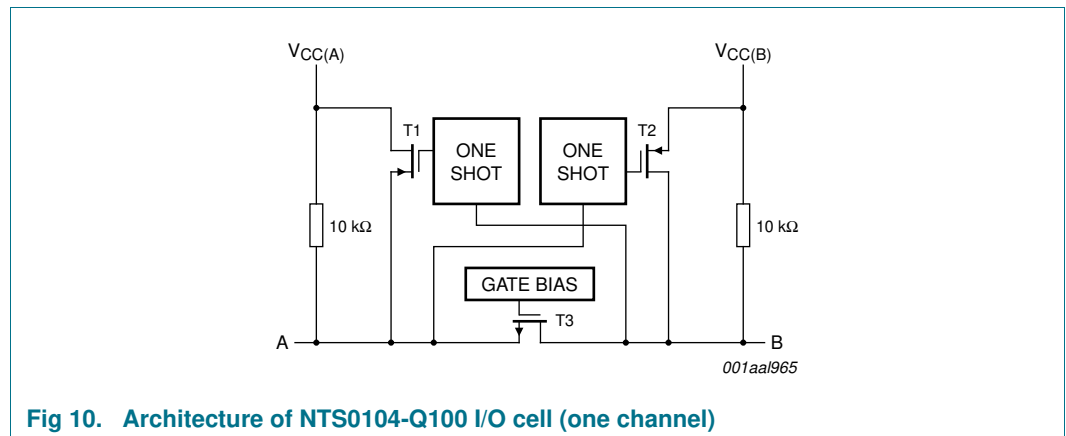 VCC(A)
VCC(B)
T1
ONE
SHOT
ONE
SHOT
T2
10 kΩ
10 kΩ
GATE BIAS
T3
A
B
001aal965
Fig 10. Architecture of NTS0104-Q100 I/O cell (one channel)